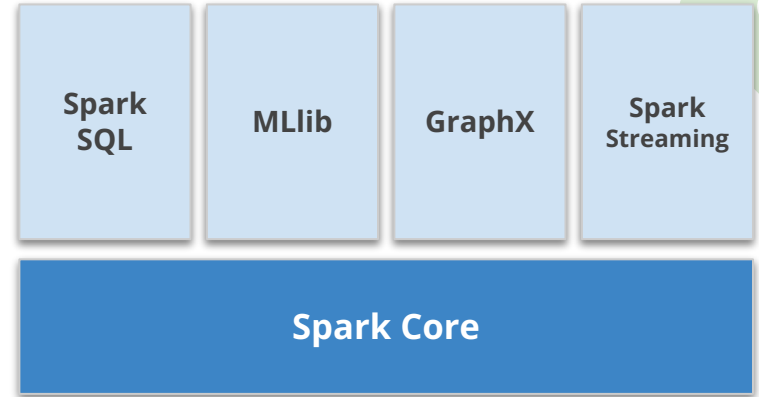 Spark
SQL
MLlib
GraphX
Spark
Streaming
Spark Core